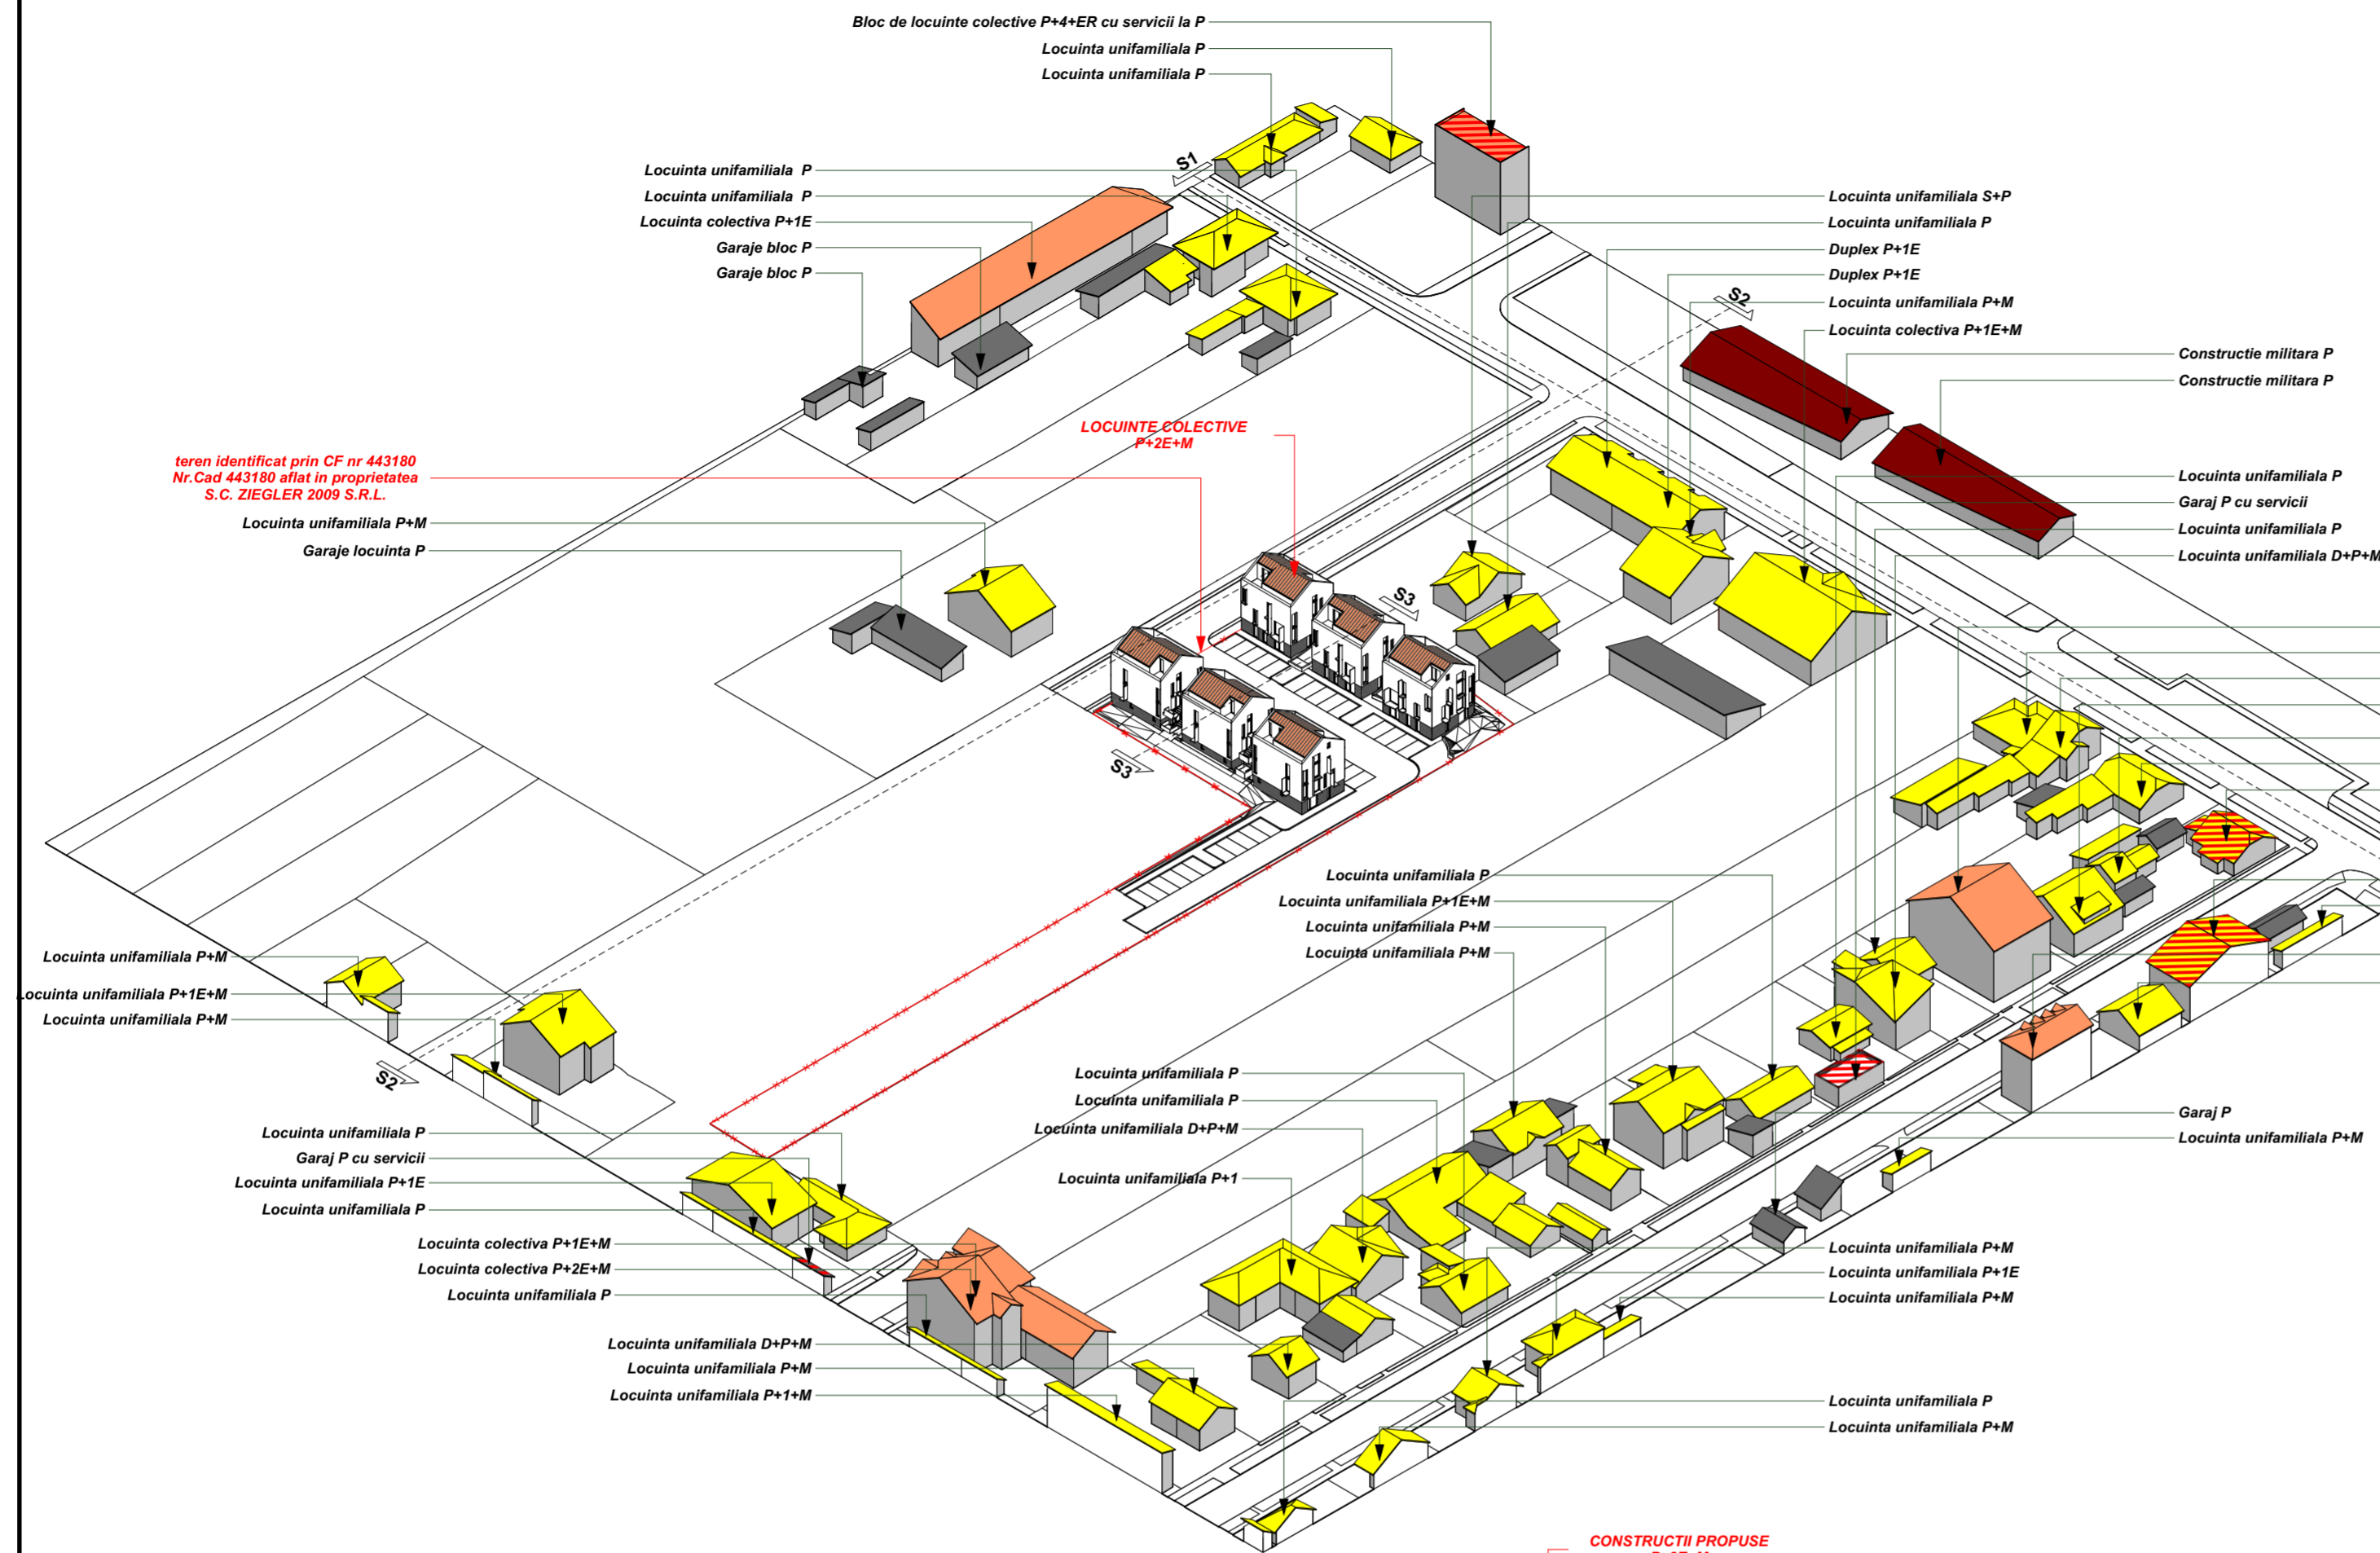 Bloc de locuinte colective P+4+ER cu servicii la P
Locuinta unifamiliala P
Locuinta unifamiliala P
S1
Locuinta unifamiliala P
Locuinta unifamiliala P
Locuinta colectiva P+1E
Garaje bloc P
Garaje bloc P
Locuinta unifamiliala S+P
Locuinta unifamiliala P
Duplex P+1E
Duplex P+1E
Locuinta unifamiliala P+M
Locuinta colectiva P+1E+M
S2
Constructie militara P
Constructie militara P
LOCUINTE COLECTIVE
P+2E+M
teren identificat prin CF nr 443180
Nr.Cad 443180 aflat in proprietatea
S.C. ZIEGLER 2009 S.R.L.
Locuinta unifamiliala P+M
Garaje locuinta P
Locuinta unifamiliala P
Garaj P cu servicii
Locuinta unifamiliala P
Locuinta unifamiliala D+P+M
S3
S3
Locuinta unifamiliala P
Locuinta unifamiliala P+1E+M
Locuinta unifamiliala P+M
Locuinta unifamiliala P+M
Locuinta unifamiliala P+M
Locuinta unifamiliala P+1E+M
Locuinta unifamiliala P+M
S2
Locuinta unifamiliala P
Locuinta unifamiliala P
Locuinta unifamiliala D+P+M
Locuinta unifamiliala P+1
Garaj P
Locuinta unifamiliala P+M
Locuinta unifamiliala P
Garaj P cu servicii
Locuinta unifamiliala P+1E
Locuinta unifamiliala P
Locuinta colectiva P+1E+M
Locuinta colectiva P+2E+M
Locuinta unifamiliala P
Locuinta unifamiliala P+M
Locuinta unifamiliala P+1E
Locuinta unifamiliala P+M
Locuinta unifamiliala D+P+M
Locuinta unifamiliala P+M
Locuinta unifamiliala P+1+M
Locuinta unifamiliala P
Locuinta unifamiliala P+M
CONSTRUCTII PROPUSE